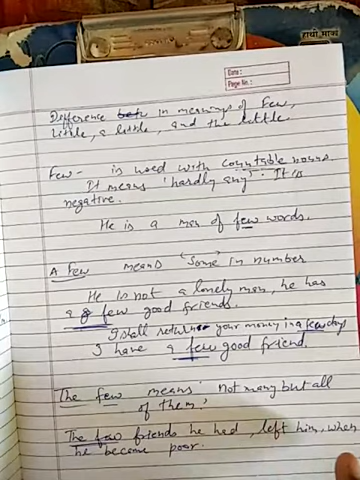 हाथी मार्का
Date :
Page No. :
Difference in meanings of Few,
little, a little, and the little
Few - is used with countable nouns.
It means 'hardly any'. It is
negative.
He is a man of few words.
A Few means 'Some' in number
He is not a lonely man, he has
a few good friends.
I shall return your money in a few days
I have a few good friend.
The few means 'Not many but all
of them'
The few friends he had, left him, when
he become poor.